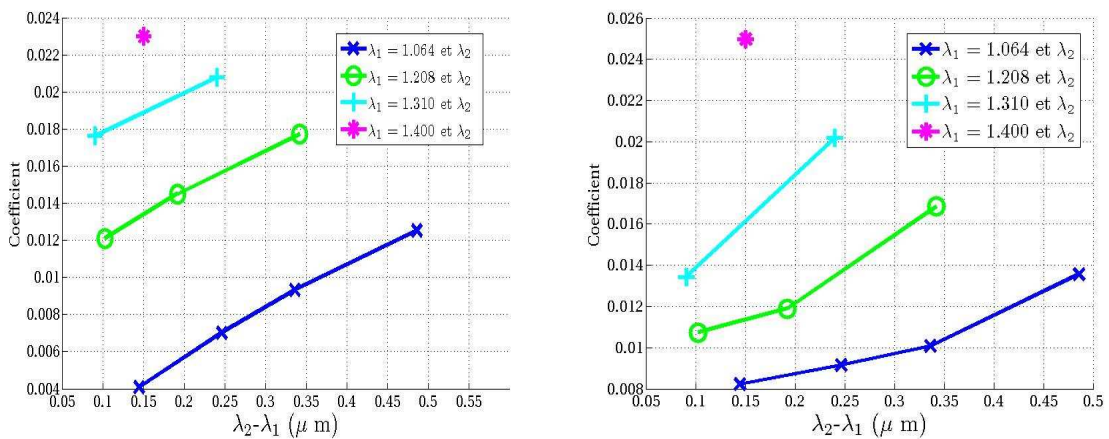 0.024
0.022
0.02
0.018
0.016
0.014
0.012
0.01
0.008
0.006
0.004
Coefficient
0.05 0.1 0.15 0.2 0.25 0.3 0.35 0.4 0.45 0.5 0.55
λ₂-λ₁ (μ m)
λ₁ = 1.064 et λ₂
λ₁ = 1.208 et λ₂
λ₁ = 1.310 et λ₂
λ₁ = 1.400 et λ₂
0.026
0.024
0.022
0.02
0.018
0.016
0.014
0.012
0.01
0.008
Coefficient
0.05 0.1 0.15 0.2 0.25 0.3 0.35 0.4 0.45 0.5
λ₂-λ₁ (μ m)
λ₁ = 1.064 et λ₂
λ₁ = 1.208 et λ₂
λ₁ = 1.310 et λ₂
λ₁ = 1.400 et λ₂